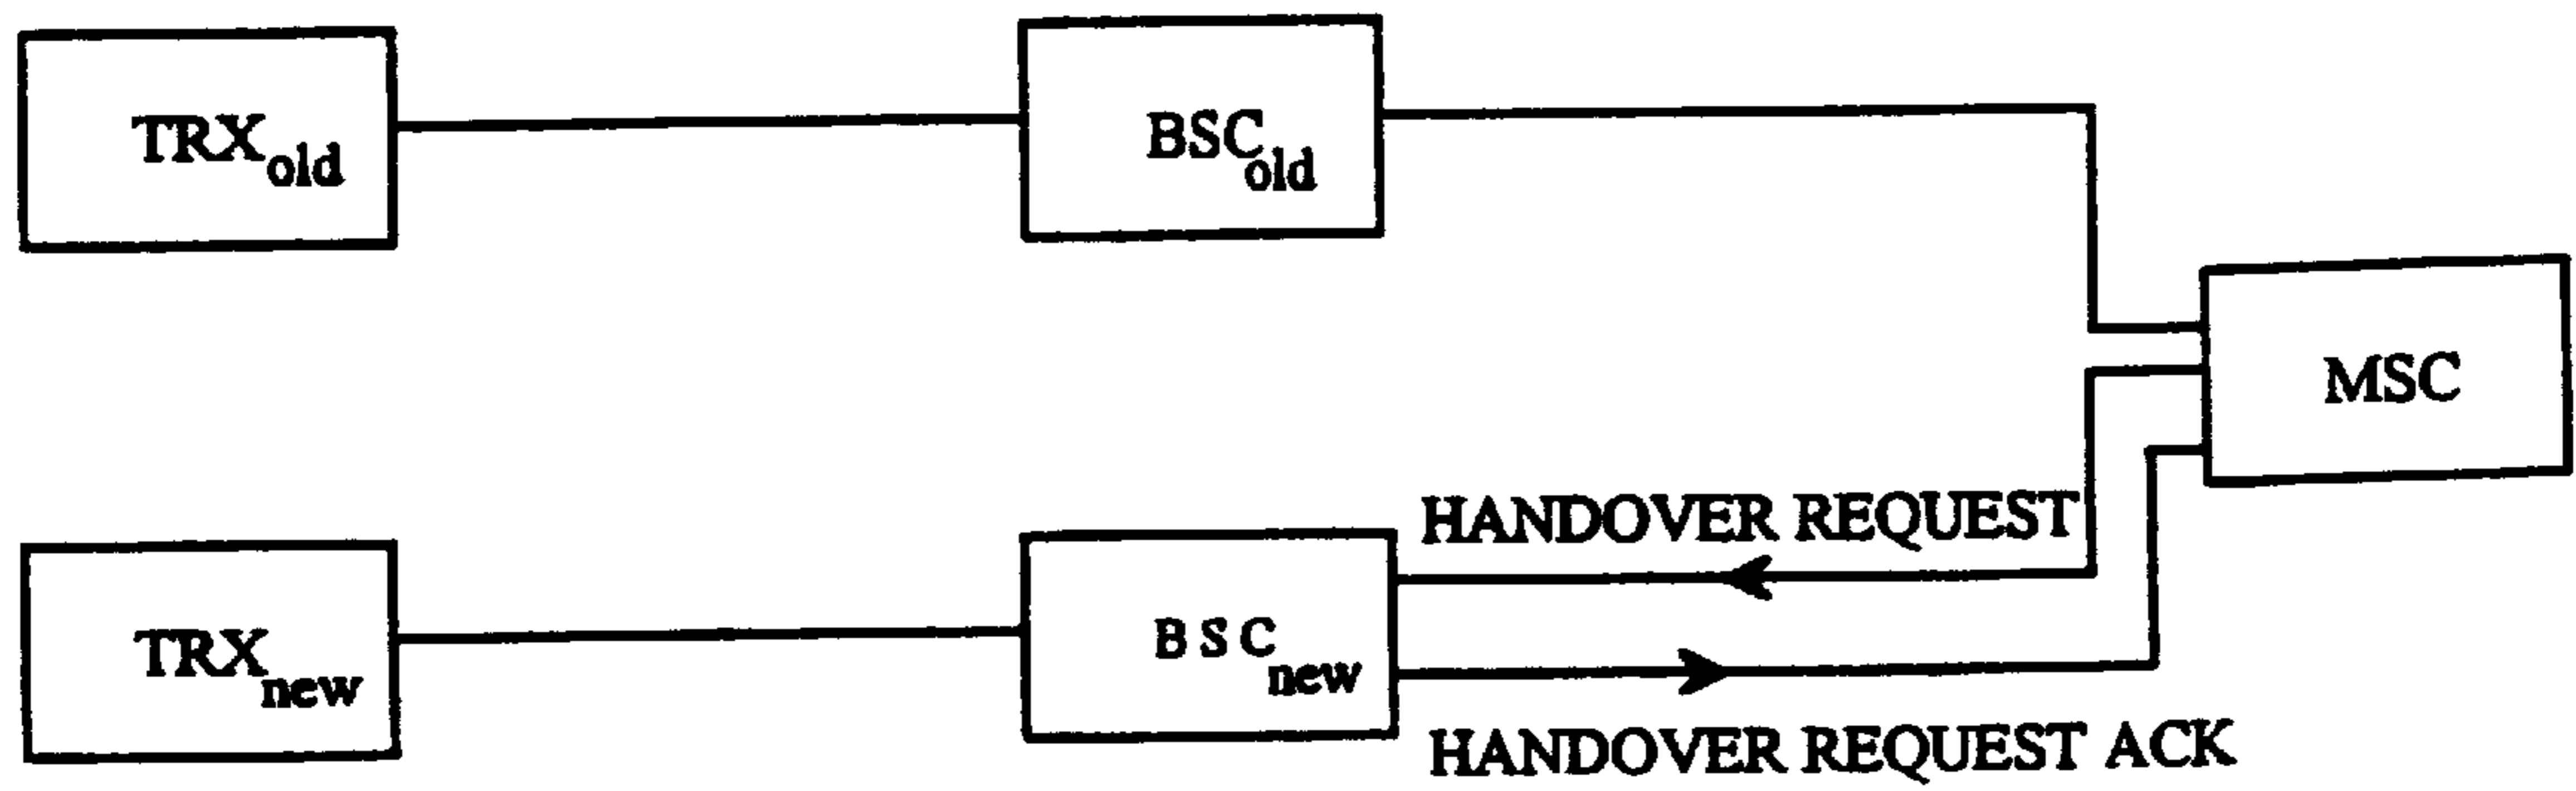 TRXold
BSCold
MSC
HANDOVER REQUEST
TRXnew
BSCnew
HANDOVER REQUEST ACK